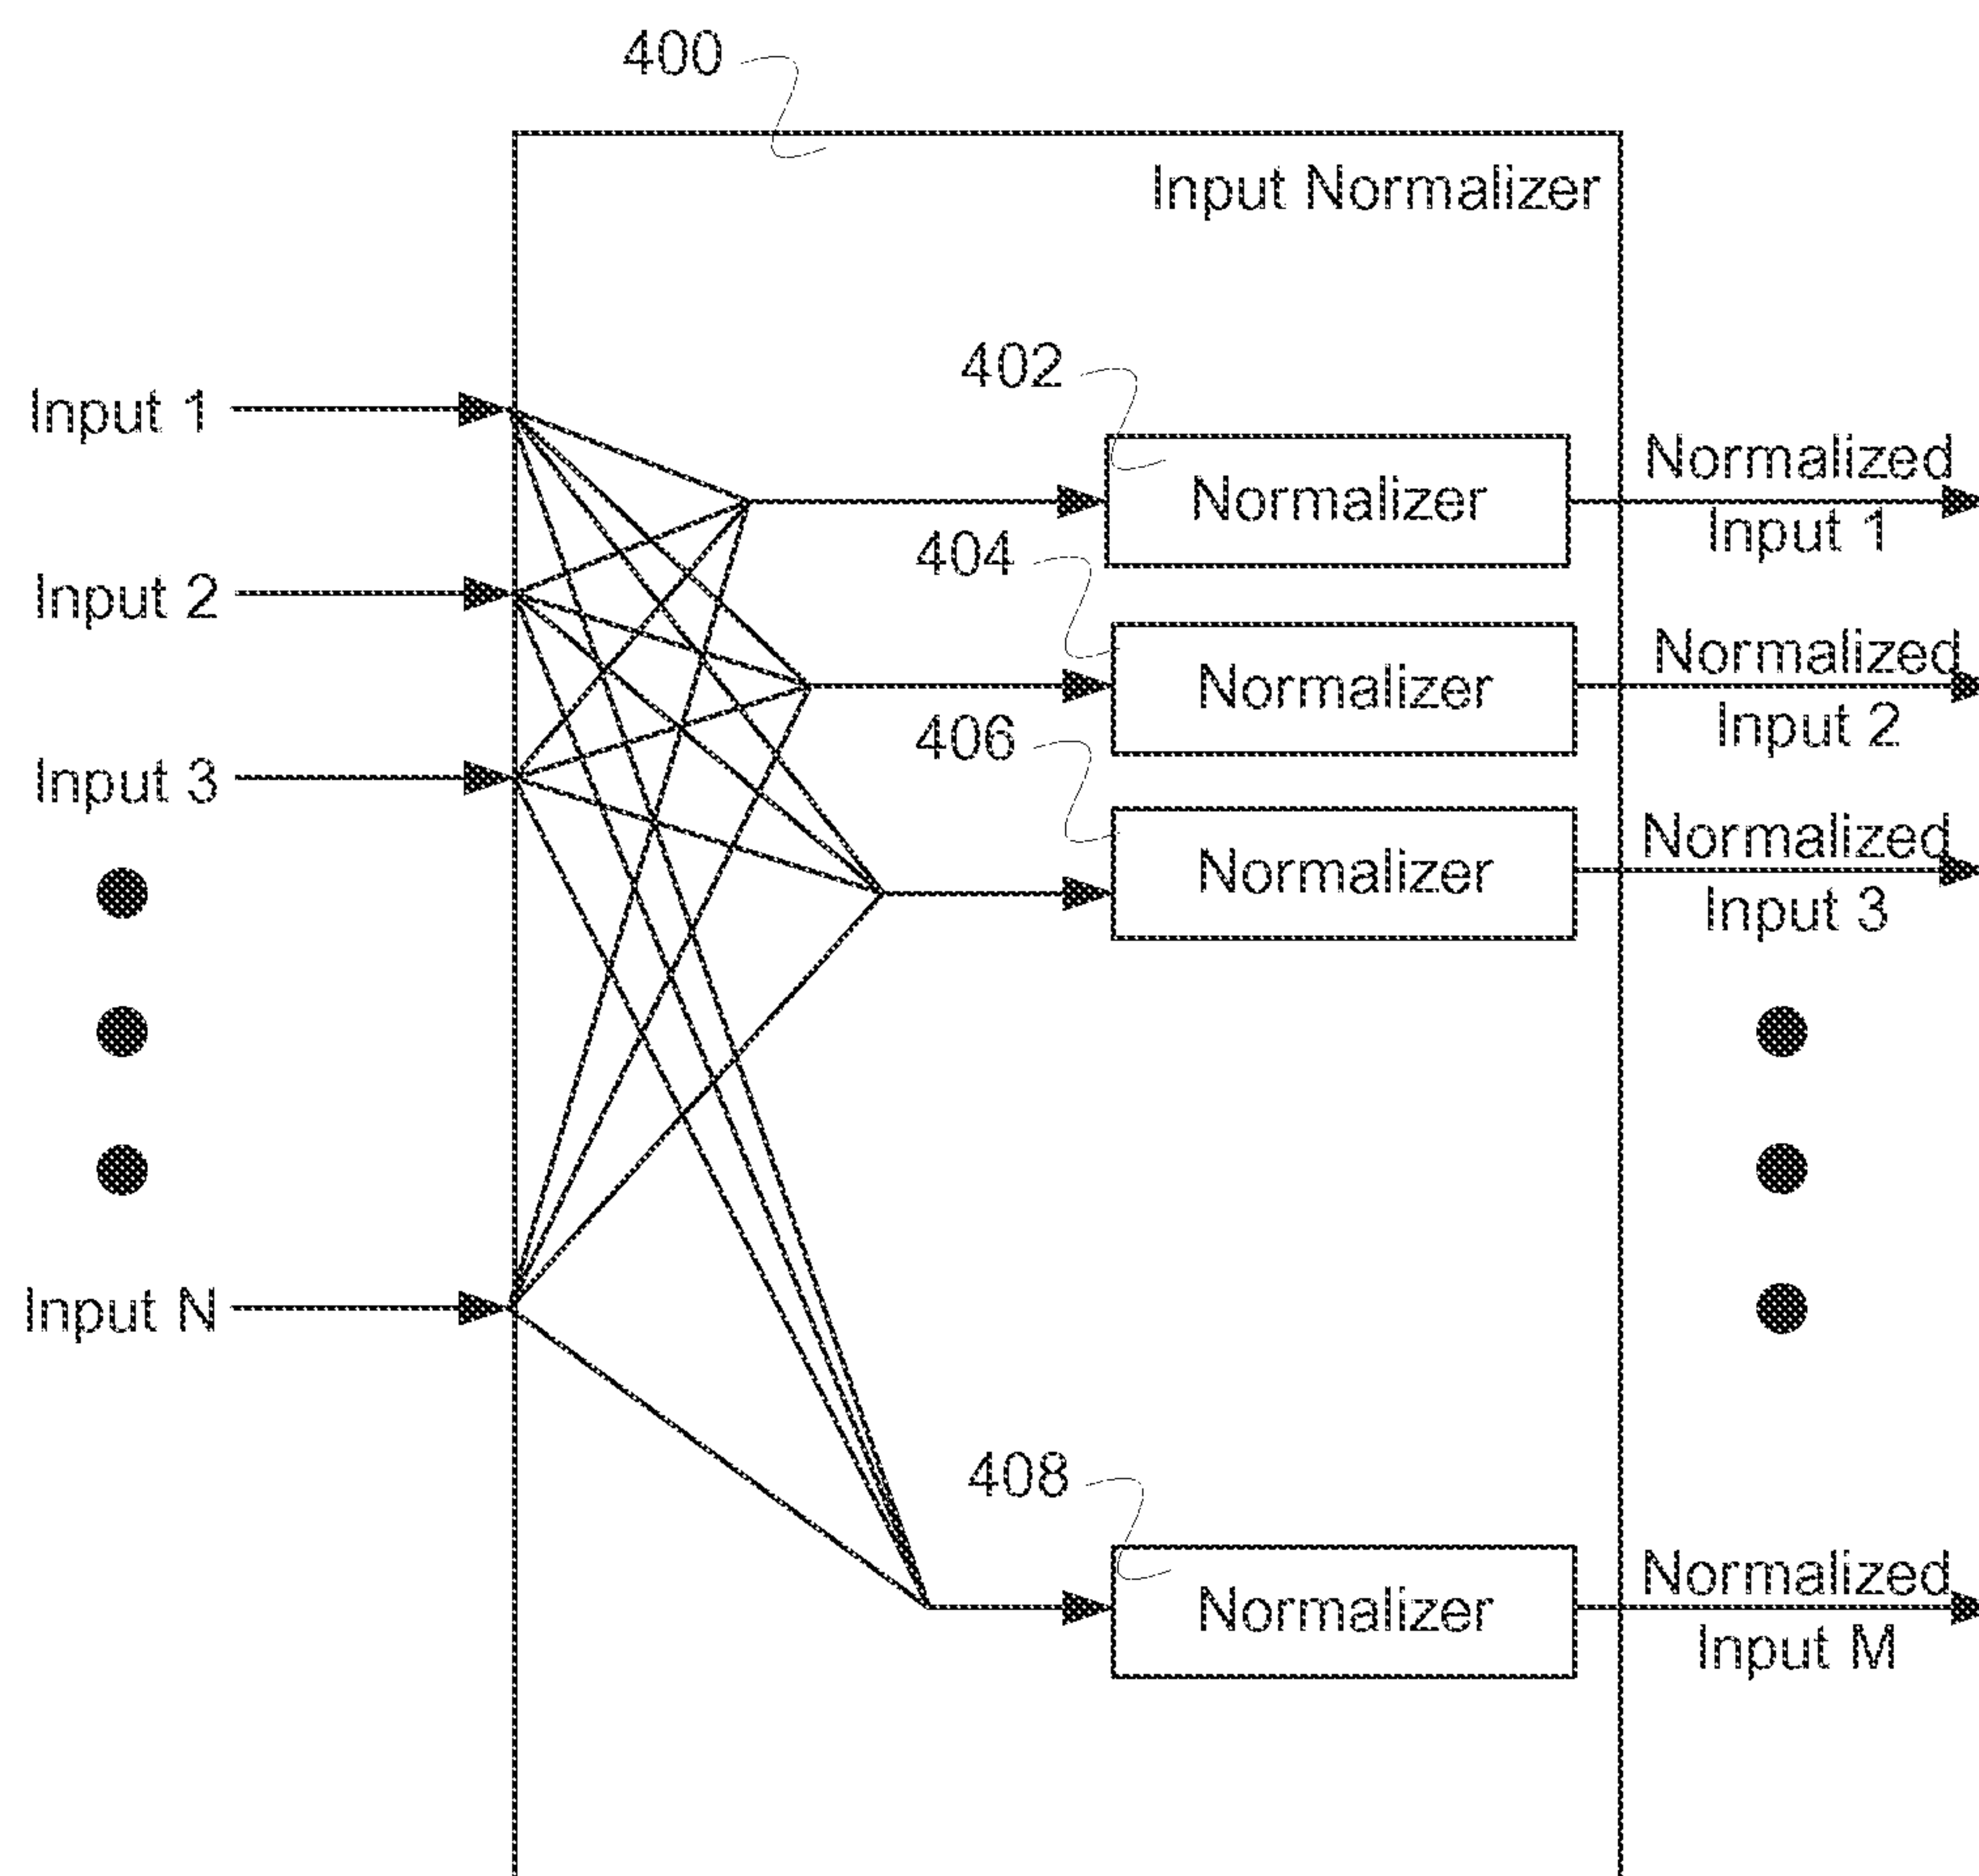 400
Input Normalizer
402
Input 1
Normalizer
Normalized
Input 1
404
Input 2
Normalizer
Normalized
Input 2
406
Input 3
Normalizer
Normalized
Input 3
Input N
408
Normalizer
Normalized
Input M